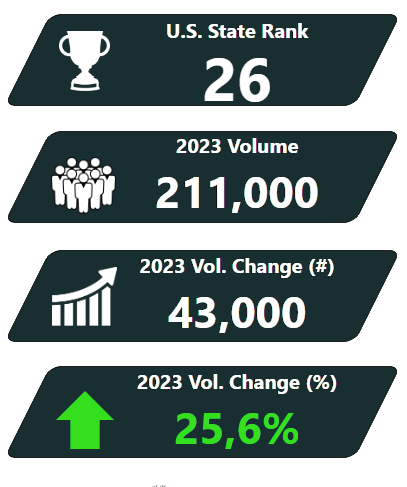 U.S. State Rank
26
2023 Volume
211,000
2023 Vol. Change (#)
43,000
2023 Vol. Change (%)
25,6%